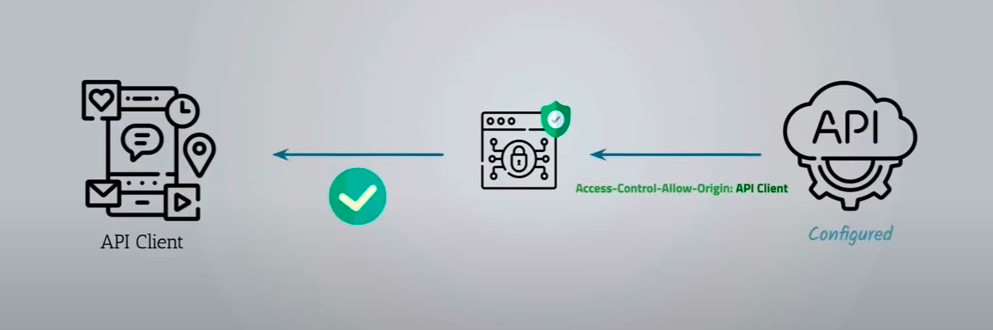 API
Access-Control-Allow-Origin: API Client
Configured
API Client